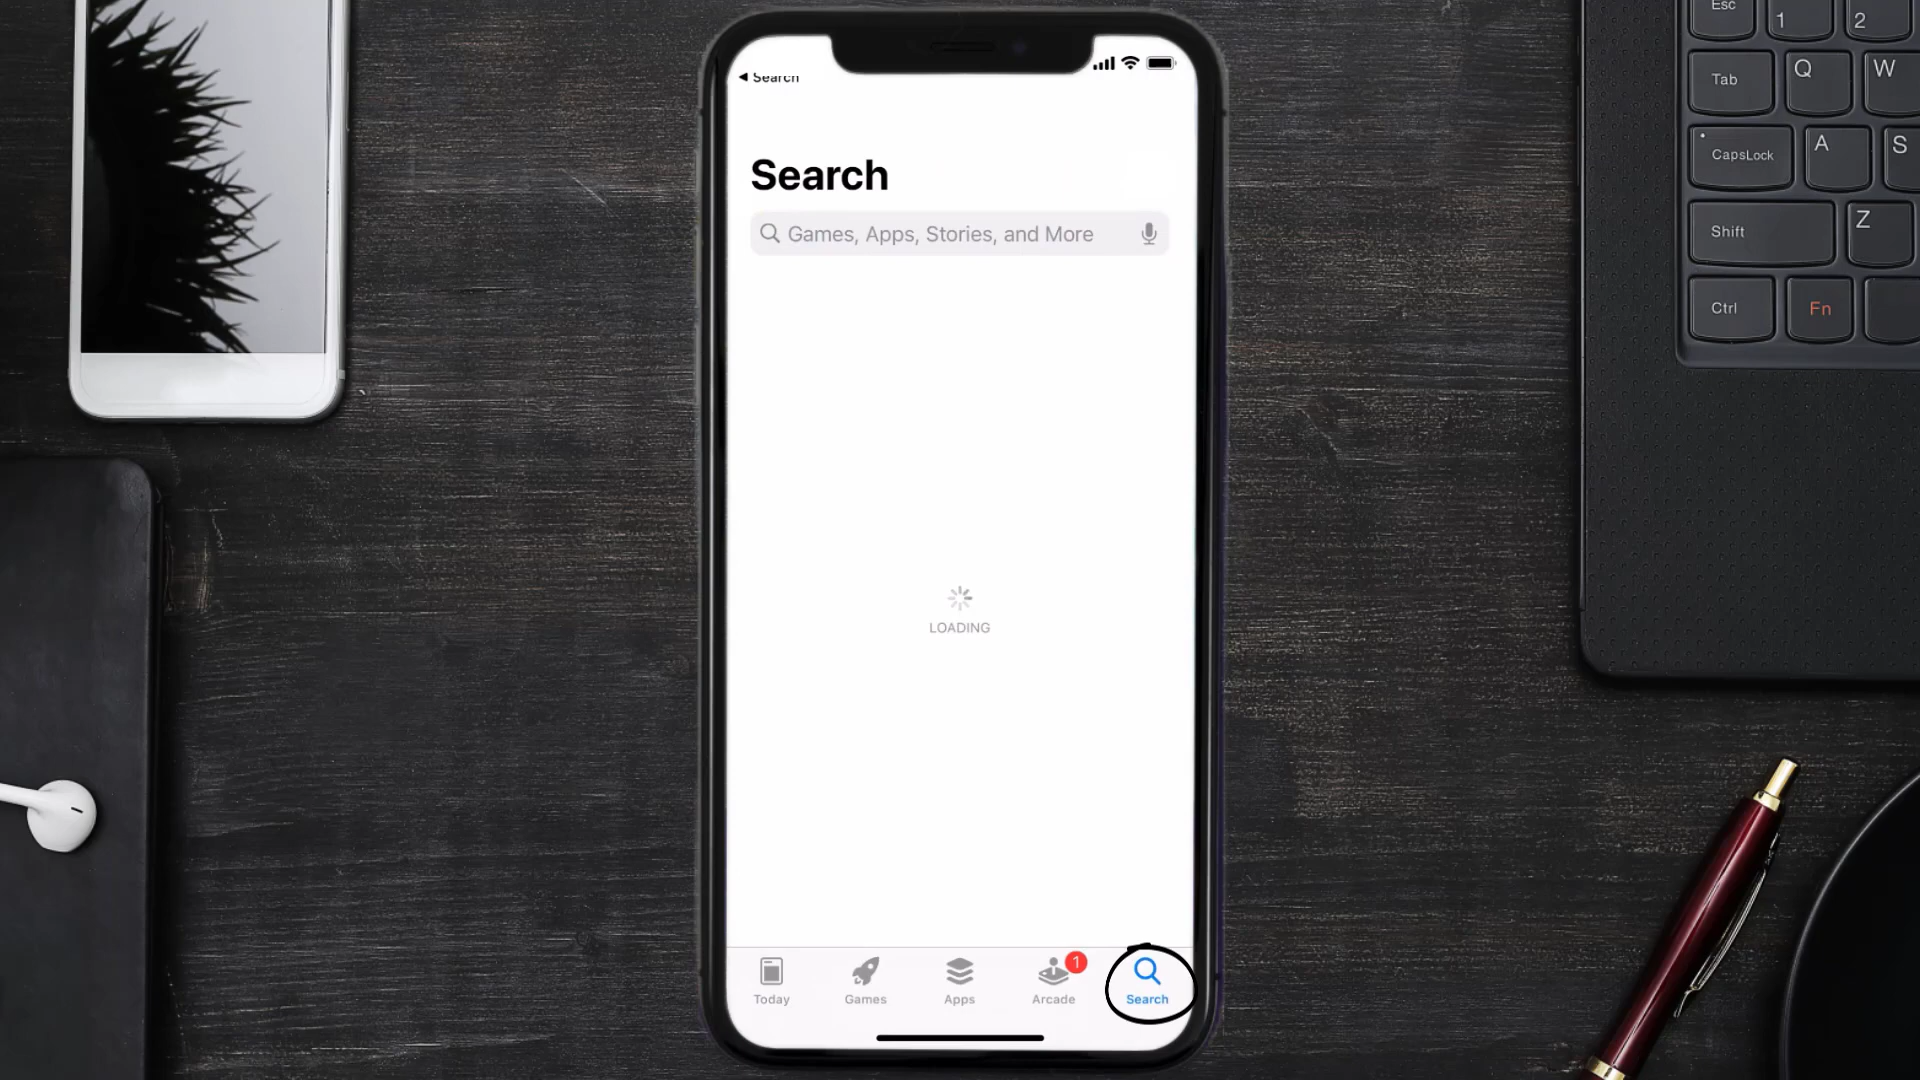 ◀ Search
Search
Games, Apps, Stories, and More
LOADING
Today
Games
Apps
Arcade
1
Search
Esc
1
2
Tab
Q
W
CapsLock
A
S
Shift
Z
Ctrl
Fn